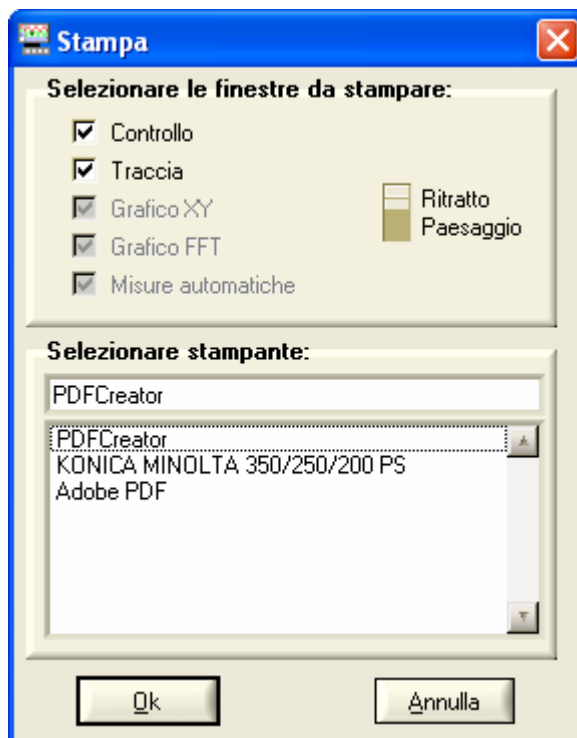 Stampa
Selezionare le finestre da stampare:
Controllo
Traccia
Grafico XY
Grafico FFT
Misure automatiche
Ritratto
Paesaggio
Selezionare stampante:
PDFCreator
PDFCreator
KONICA MINOLTA 350/250/200 PS
Adobe PDF
Ok
Annulla